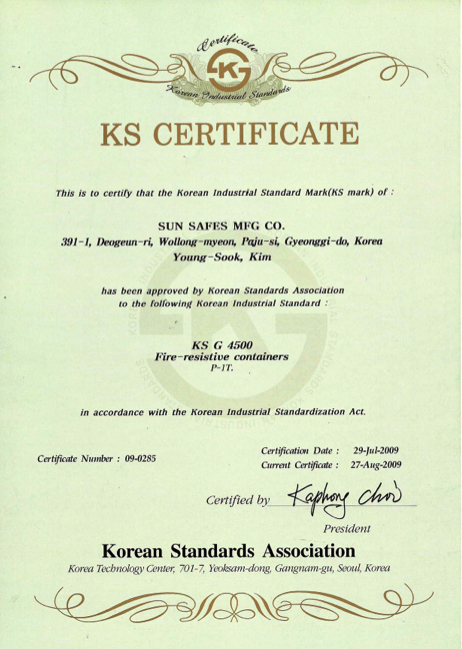 Certificate
KS
Korean Industrial Standards
KS CERTIFICATE
This is to certify that the Korean Industrial Standard Mark(KS mark) of :
SUN SAFES MFG CO.
391-1, Deogeun-ri, Wollong-myeon, Paju-si, Gyeonggi-do, Korea
Young-Sook, Kim
has been approved by Korean Standards Association
to the following Korean Industrial Standard :
KS G 4500
Fire-resistive containers
P-1T.
in accordance with the Korean Industrial Standardization Act.
Certificate Number : 09-0285
Certification Date : 29-Jul-2009
Current Certificate : 27-Aug-2009
Certified by Kaphong Choi
President
Korean Standards Association
Korea Technology Center, 701-7, Yeoksam-dong, Gangnam-gu, Seoul, Korea